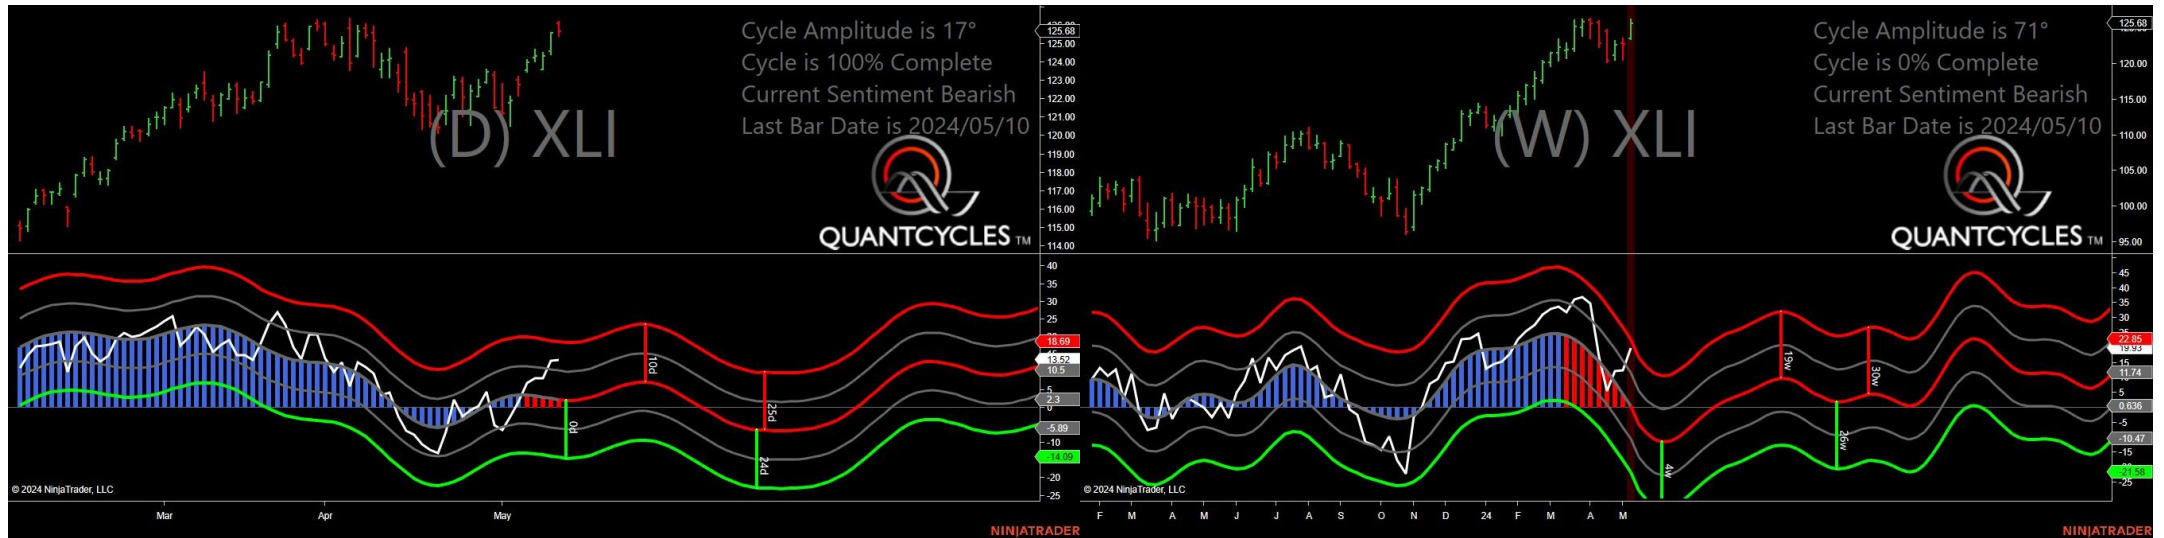 Cycle Amplitude is 17°
Cycle is 100% Complete
Current Sentiment Bearish
Last Bar Date is 2024/05/10
(D) XLI
QUANTCYCLES TM
125.68
125.00
124.00
123.00
122.00
121.00
120.00
119.00
118.00
117.00
116.00
115.00
114.00
40
35
30
25
18.69
13.52
10.5
5
2.3
0
-5.89
-10
-14.09
-20
-25
10d
25d
0d
24d
© 2024 NinjaTrader, LLC
Mar
Apr
May
NINJATRADER
Cycle Amplitude is 71°
Cycle is 0% Complete
Current Sentiment Bearish
Last Bar Date is 2024/05/10
(W) XLI
QUANTCYCLES TM
125.68
120.00
115.00
110.00
105.00
100.00
95.00
45
40
35
30
22.85
19.93
15
11.74
5
0.636
-5
-10.47
-15
-21.58
-25
19w
30w
26w
4w
© 2024 NinjaTrader, LLC
F M A M J J A S O N D 24 F M A M
NINJATRADER